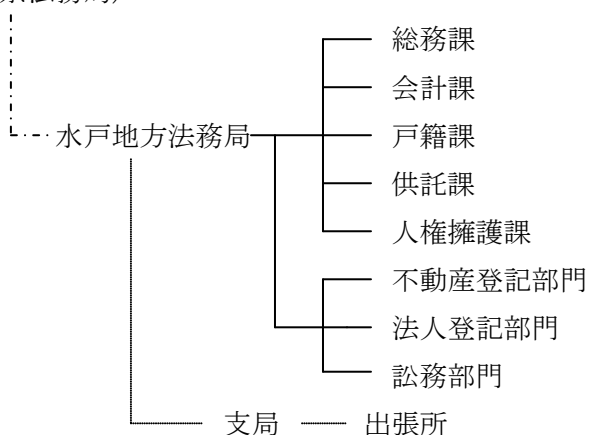 総務課
会計課
水戸地方法務局
戸籍課
供託課
人権擁護課
不動産登記部門
法人登記部門
訟務部門
支局
出張所